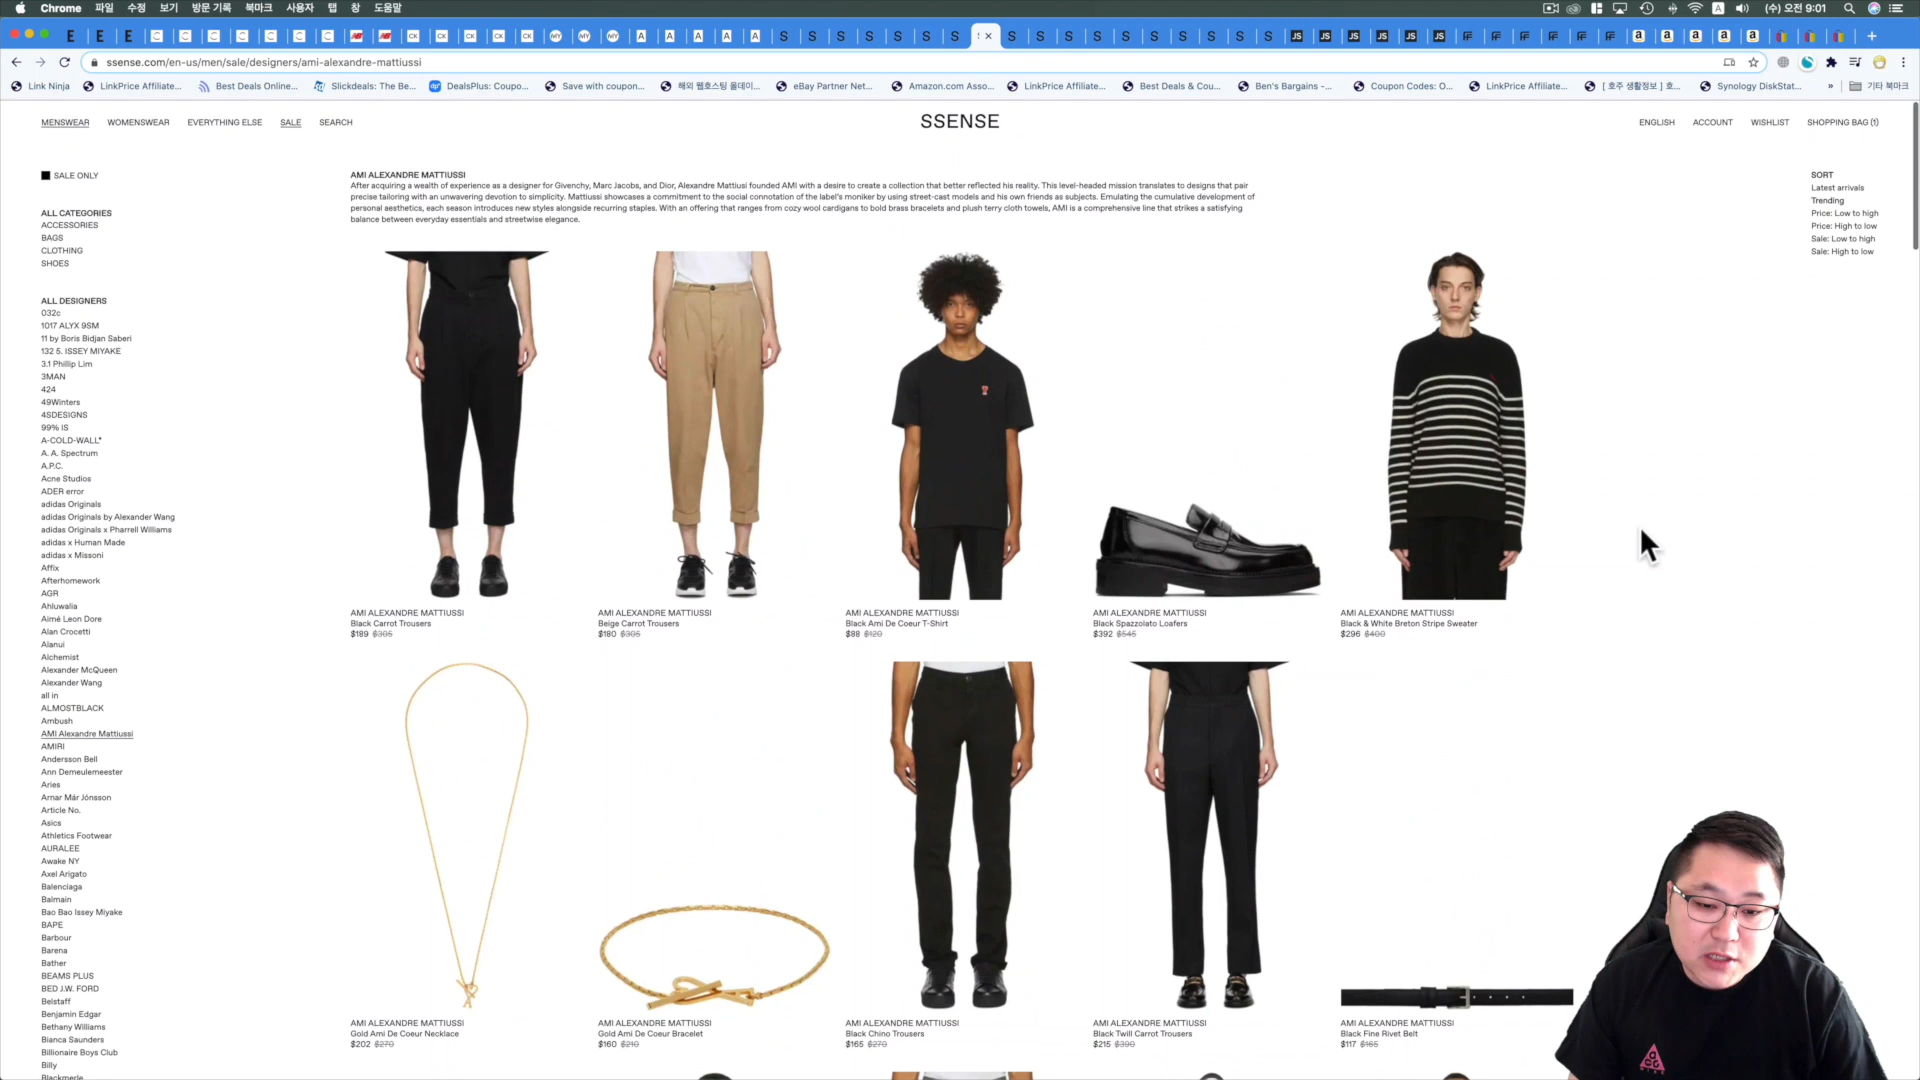 Chrome 파일 수정 보기 방문 기록 북마크 사용자 탭 창 도움말
(수) 오전 9:01
ssense.com/en-us/men/sale/designers/ami-alexandre-mattiussi
Link Ninja LinkPrice Affiliate... Best Deals Online... Slickdeals: The Be... DealsPlus: Coupo... Save with coupon... 해외 웹호스팅 올데이... eBay Partner Net... Amazon.com Asso... LinkPrice Affiliate... Best Deals & Cou... Ben's Bargains -... Coupon Codes: O... LinkPrice Affiliate... [ 호주 생활정보 ] 호... Synology DiskStat... » 기타 북마크
MENSWEAR WOMENSWEAR EVERYTHING ELSE SALE SEARCH
SSENSE
ENGLISH ACCOUNT WISHLIST SHOPPING BAG (1)
SALE ONLY
ALL CATEGORIES
ACCESSORIES
BAGS
CLOTHING
SHOES
ALL DESIGNERS
032c
1017 ALYX 9SM
11 by Boris Bidjan Saberi
132 5. ISSEY MIYAKE
3.1 Phillip Lim
3MAN
424
49Winters
4SDESIGNS
99% IS
A-COLD-WALL*
A. A. Spectrum
A.P.C.
Acne Studios
ADER error
adidas Originals
adidas Originals by Alexander Wang
adidas Originals x Pharrell Williams
adidas x Human Made
adidas x Missoni
Affix
Afterhomework
AGR
Ahluwalia
Aimé Leon Dore
Alan Crocetti
Alanui
Alchemist
Alexander McQueen
Alexander Wang
all in
ALMOSTBLACK
Ambush
AMI Alexandre Mattiussi
AMIRI
Andersson Bell
Ann Demeulemeester
Aries
Arnar Már Jónsson
Article No.
Asics
Athletics Footwear
AURALEE
Awake NY
Axel Arigato
Balenciaga
Balmain
Bao Bao Issey Miyake
BAPE
Barbour
Barena
Bather
BEAMS PLUS
BED J.W. FORD
Belstaff
Benjamin Edgar
Bethany Williams
Bianca Saunders
Billionaire Boys Club
Billy
Blackmerle
AMI ALEXANDRE MATTIUSSI
After acquiring a wealth of experience as a designer for Givenchy, Marc Jacobs, and Dior, Alexandre Mattiusi founded AMI with a desire to create a collection that better reflected his reality. This level-headed mission translates to designs that pair
precise tailoring with an unwavering devotion to simplicity. Mattiussi showcases a commitment to the social connotation of the label's moniker by using street-cast models and his own friends as subjects. Emulating the cumulative development of
personal aesthetics, each season introduces new styles alongside recurring staples. With an offering that ranges from cozy wool cardigans to bold brass bracelets and plush terry cloth towels, AMI is a comprehensive line that strikes a satisfying
balance between everyday essentials and streetwise elegance.
SORT
Latest arrivals
Trending
Price: Low to high
Price: High to low
Sale: Low to high
Sale: High to low
AMI ALEXANDRE MATTIUSSI
Black Carrot Trousers
$189 $305
AMI ALEXANDRE MATTIUSSI
Beige Carrot Trousers
$180 $305
AMI ALEXANDRE MATTIUSSI
Black Ami De Coeur T-Shirt
$88 $120
AMI ALEXANDRE MATTIUSSI
Black Spazzolato Loafers
$392 $545
AMI ALEXANDRE MATTIUSSI
Black & White Breton Stripe Sweater
$296 $400
AMI ALEXANDRE MATTIUSSI
Gold Ami De Coeur Necklace
$202 $270
AMI ALEXANDRE MATTIUSSI
Gold Ami De Coeur Bracelet
$160 $210
AMI ALEXANDRE MATTIUSSI
Black Chino Trousers
$165 $270
AMI ALEXANDRE MATTIUSSI
Black Twill Carrot Trousers
$215 $390
AMI ALEXANDRE MATTIUSSI
Black Fine Rivet Belt
$117 $165